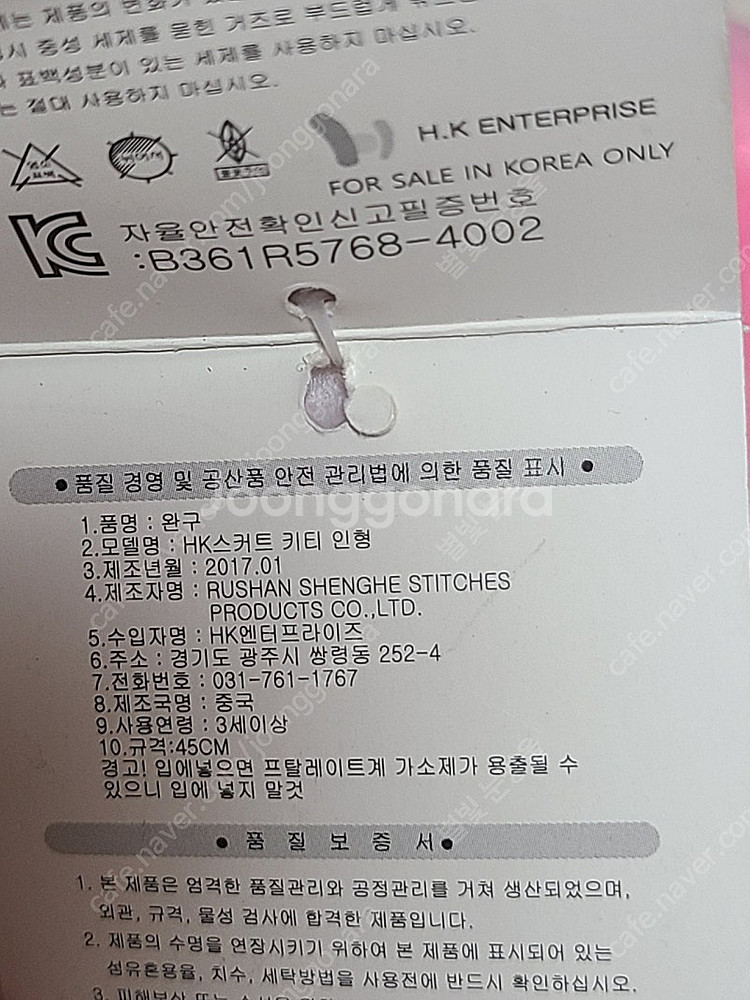 제품의 변화가
시 중성 세제를 묻힌 거즈로 부드럽게
표백성분이 있는 세제를 사용하지 마십시오.
는 절대 사용하지 마십시오.
H.K ENTERPRISE
FOR SALE IN KOREA ONLY
자율안전확인신고필증번호
:B361R5768-4002
● 품질 경영 및 공산품 안전 관리법에 의한 품질 표시 ●
1.품명 : 완구
2.모델명 : HK스커트 키티 인형
3.제조년월 : 2017.01
4.제조자명 : RUSHAN SHENGHE STITCHES
PRODUCTS CO.,LTD.
5.수입자명 : HK엔터프라이즈
6.주소 : 경기도 광주시 쌍령동 252-4
7.전화번호 : 031-761-1767
8.제조국명 : 중국
9.사용연령 : 3세이상
10.규격:45CM
경고! 입에넣으면 프탈레이트계 가소제가 용출될 수
있으니 입에 넣지 말것
● 품 질 보 증 서 ●
1. 본 제품은 엄격한 품질관리와 공정관리를 거쳐 생산되었으며,
외관, 규격, 물성 검사에 합격한 제품입니다.
2. 제품의 수명을 연장시키기 위하여 본 제품에 표시되어 있는
섬유혼용율, 치수, 세탁방법을 사용전에 반드시 확인하십시오.
joonggonara
cafe.naver.com/joonggonara